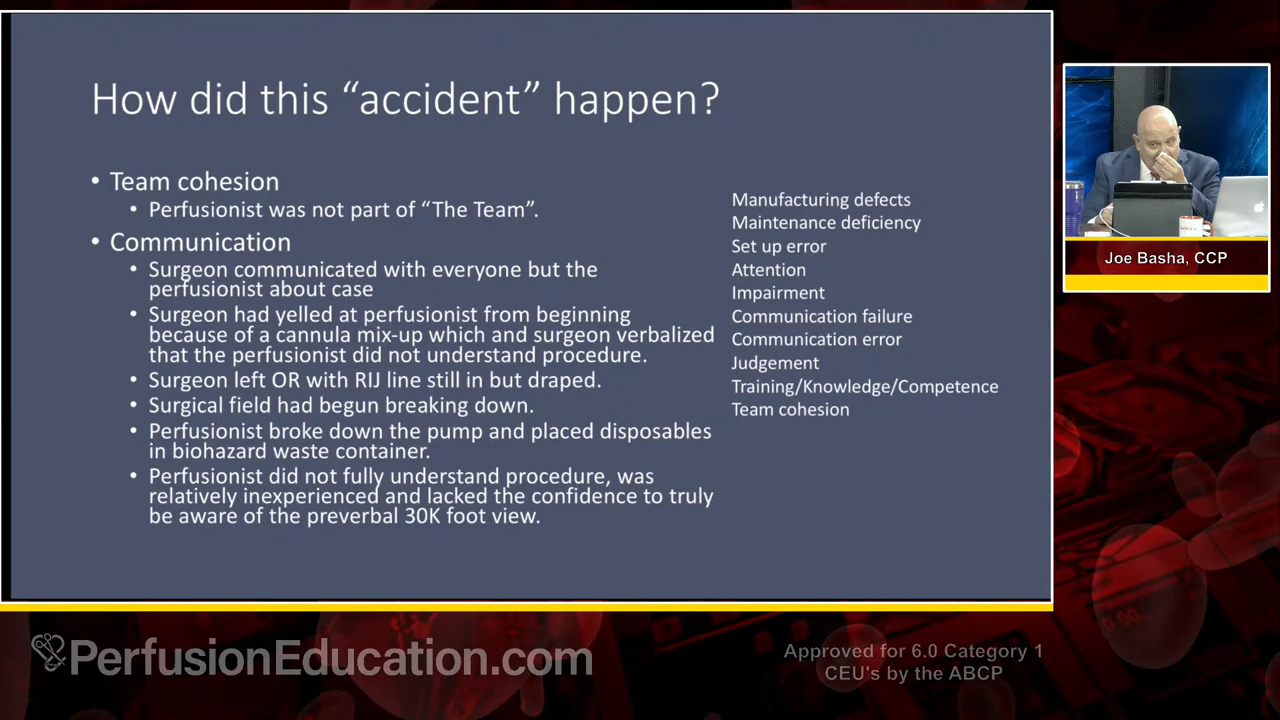 How did this “accident” happen?
• Team cohesion
• Perfusionist was not part of “The Team”.
• Communication
• Surgeon communicated with everyone but the
perfusionist about case
• Surgeon had yelled at perfusionist from beginning
because of a cannula mix-up which and surgeon verbalized
that the perfusionist did not understand procedure.
• Surgeon left OR with RIJ line still in but draped.
• Surgical field had begun breaking down.
• Perfusionist broke down the pump and placed disposables
in biohazard waste container.
• Perfusionist did not fully understand procedure, was
relatively inexperienced and lacked the confidence to truly
be aware of the preverbal 30K foot view.
Manufacturing defects
Maintenance deficiency
Set up error
Attention
Impairment
Communication failure
Communication error
Judgement
Training/Knowledge/Competence
Team cohesion
Joe Basha, CCP
PerfusionEducation.com
Approved for 6.0 Category 1
CEU's by the ABCP